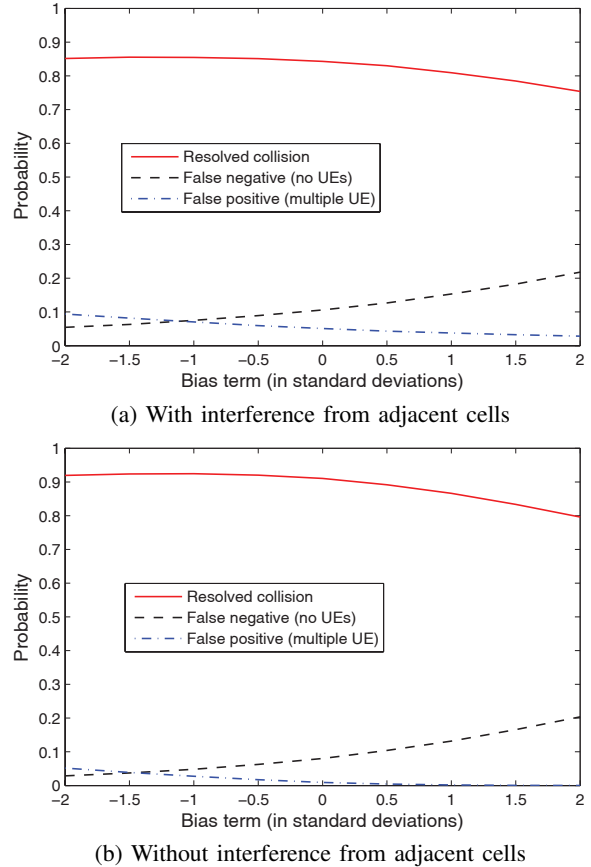 1
0.9
0.8
0.7
0.6
0.5
0.4
0.3
0.2
0.1
0
Probability
Resolved collision
False negative (no UEs)
False positive (multiple UE)
−2 −1.5 −1 −0.5 0 0.5 1 1.5 2
Bias term (in standard deviations)
(a) With interference from adjacent cells
1
0.9
0.8
0.7
0.6
0.5
0.4
0.3
0.2
0.1
0
Probability
Resolved collision
False negative (no UEs)
False positive (multiple UE)
−2 −1.5 −1 −0.5 0 0.5 1 1.5 2
Bias term (in standard deviations)
(b) Without interference from adjacent cells